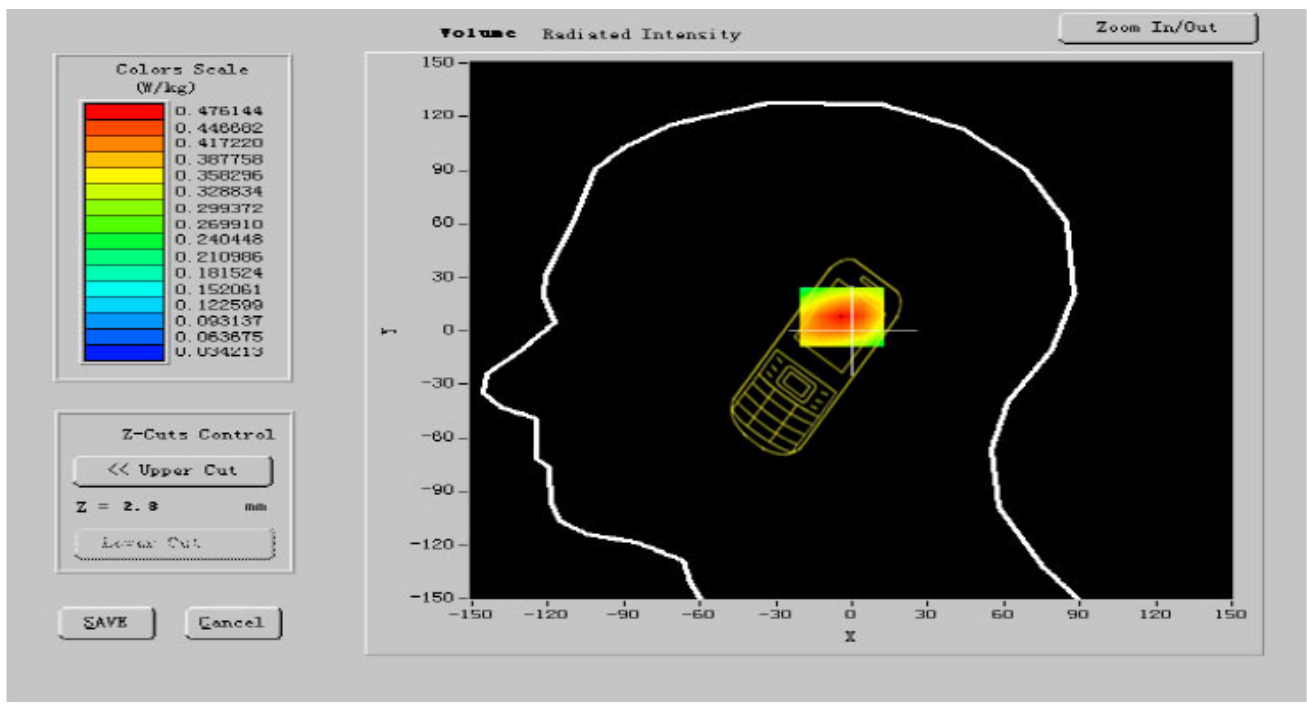 Volume Radiated Intensity
Zoom In/Out
Colors Scale
(W/kg)
0.476144
0.446682
0.417220
0.387758
0.358296
0.328834
0.299372
0.269910
0.240448
0.210986
0.181524
0.152061
0.122599
0.093137
0.063675
0.034213
Z-Cuts Control
<< Upper Cut
Z = 2.8 mm
Lower Cut
SAVE
Cancel
150
120
90
60
30
0
-30
-60
-90
-120
-150
Y
-150 -120 -90 -60 -30 0 30 60 90 120 150
X